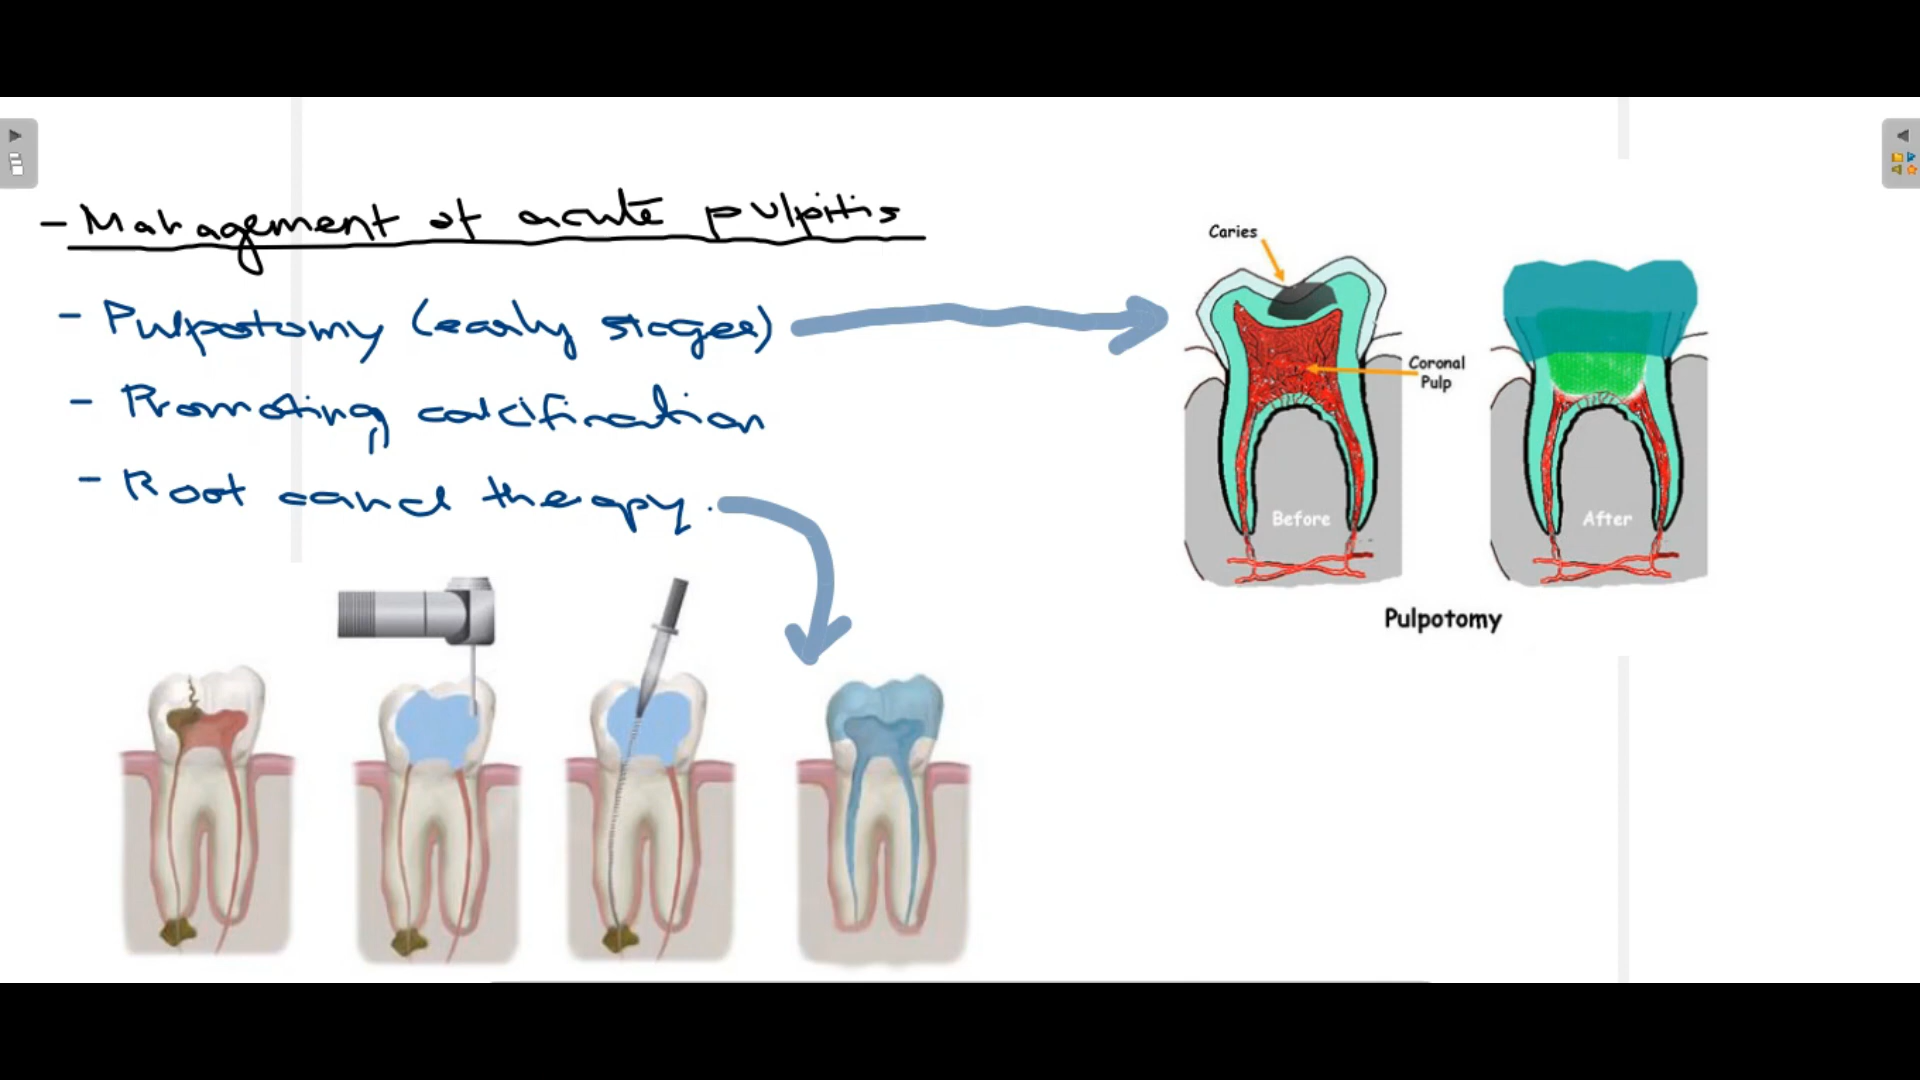 - Management of acute pulpitis
- Pulpotomy (early stages)
- Promoting calcification
- Root canal therapy.
Caries
Coronal
Pulp
Before
After
Pulpotomy